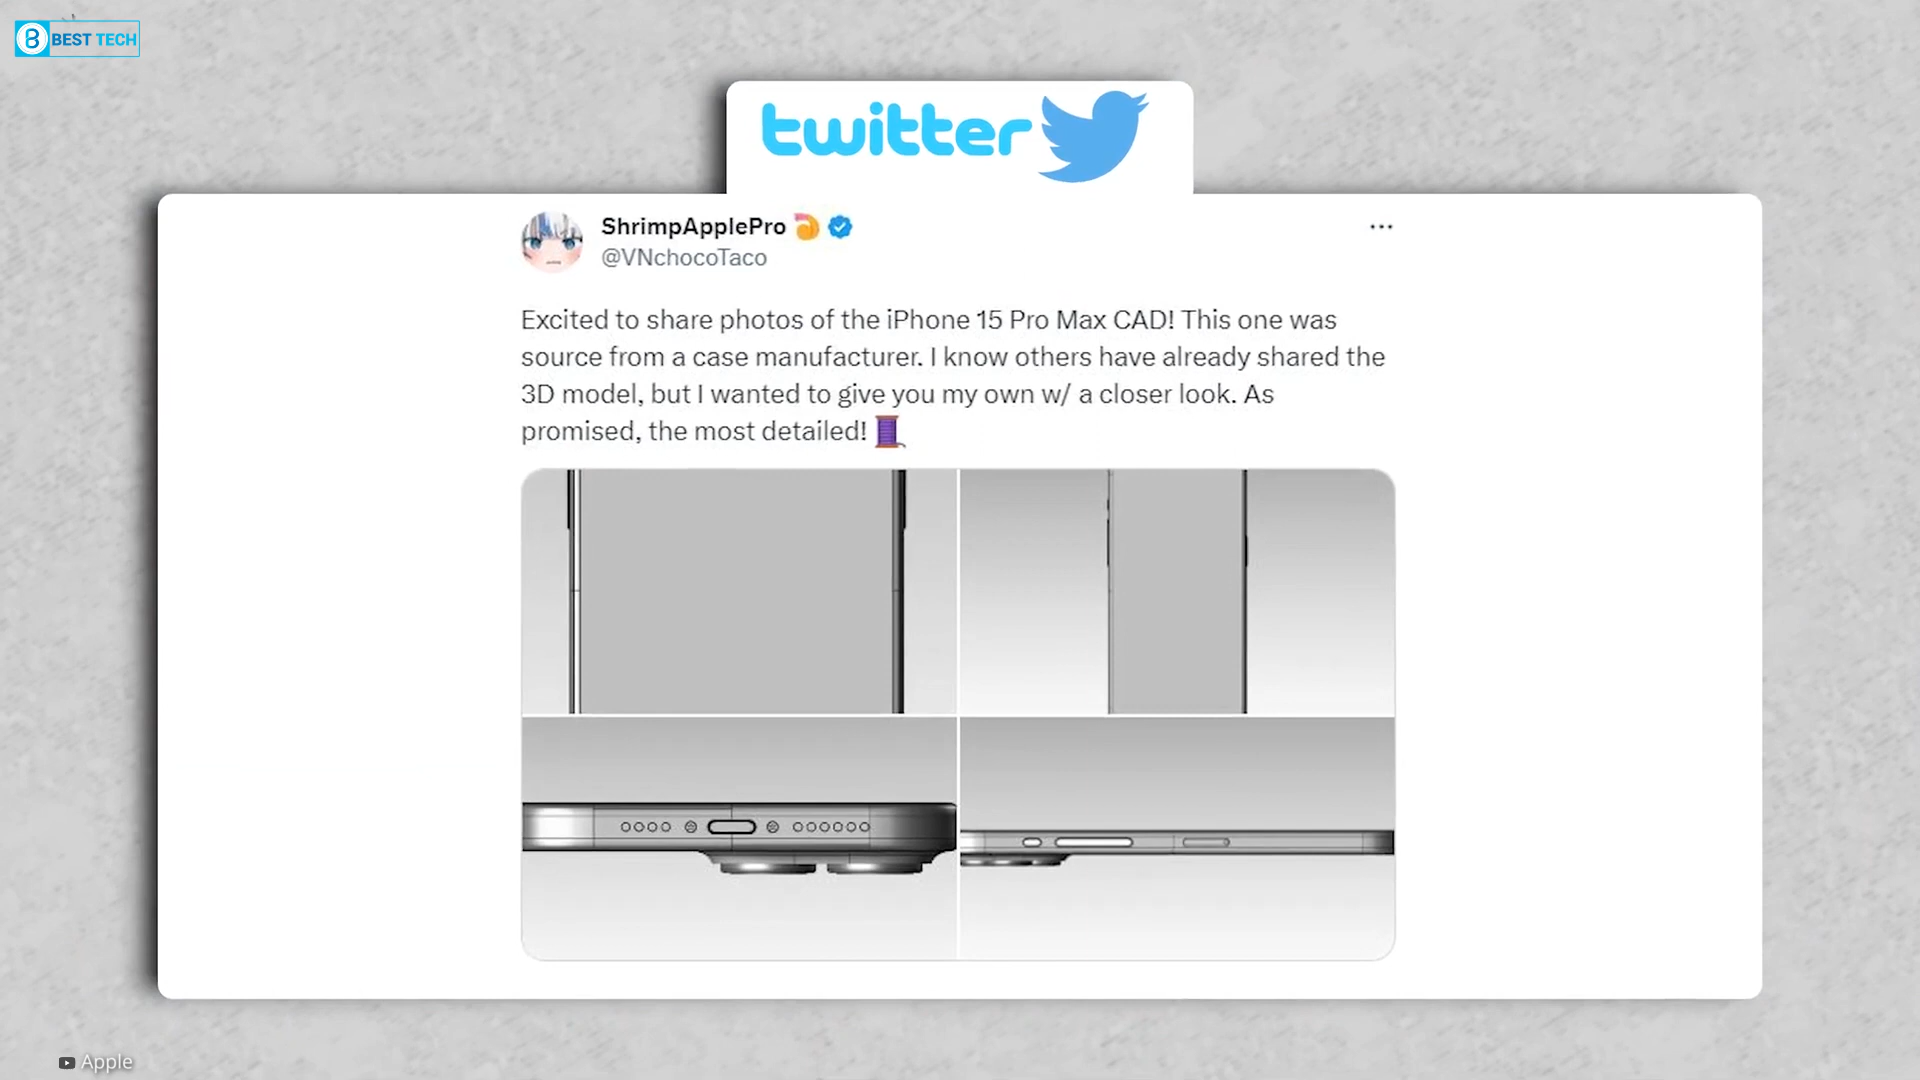 BEST TECH
twitter
ShrimpApplePro
@VNchocoTaco
Excited to share photos of the iPhone 15 Pro Max CAD! This one was
source from a case manufacturer. I know others have already shared the
3D model, but I wanted to give you my own w/ a closer look. As
promised, the most detailed!
Apple